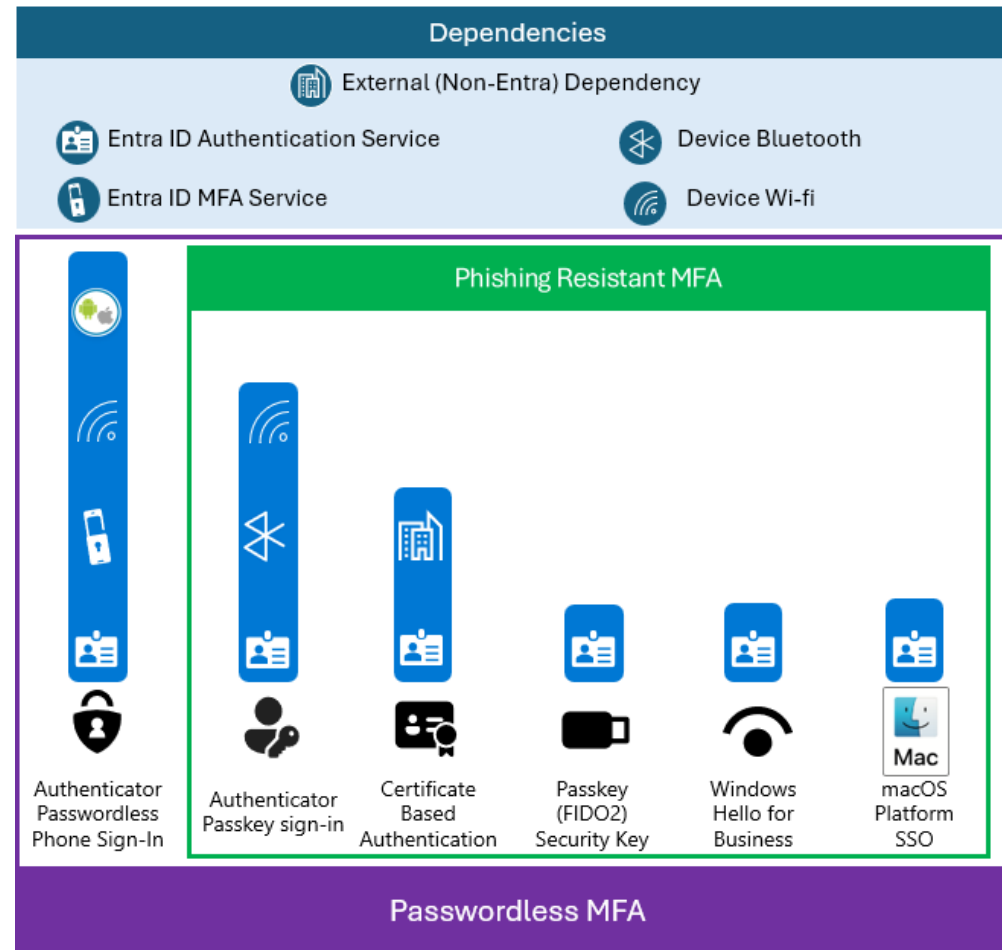 Dependencies
External (Non-Entra) Dependency
Entra ID Authentication Service
Device Bluetooth
Entra ID MFA Service
Device Wi-fi
Phishing Resistant MFA
Mac
Authenticator
Passwordless
Phone Sign-In
Authenticator
Passkey sign-in
Certificate
Based
Authentication
Passkey
(FIDO2)
Security Key
Windows
Hello for
Business
macOS
Platform
SSO
Passwordless MFA